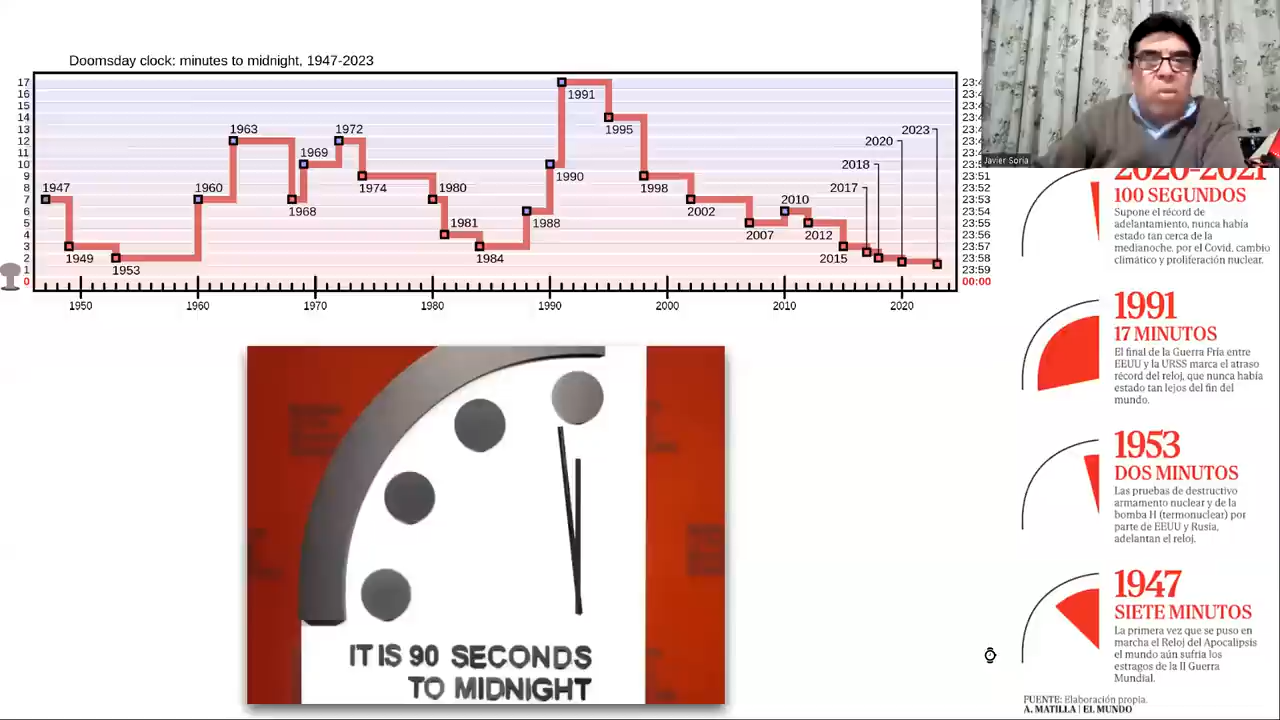 Doomsday clock: minutes to midnight, 1947-2023
17
16
15
14
13
12
11
10
9
8
7
6
5
4
3
2
1
0
1947
1949
1953
1960
1963
1968
1969
1972
1974
1980
1981
1984
1988
1990
1991
1995
1998
2002
2007
2010
2012
2015
2017
2018
2020
2023
23:51
23:52
23:53
23:54
23:55
23:56
23:57
23:58
23:59
00:00
1950
1960
1970
1980
1990
2000
2010
2020
IT IS 90 SECONDS
TO MIDNIGHT
Javier Soria
2020-2021
100 SEGUNDOS
Supone el récord de
adelantamiento, nunca había
estado tan cerca de la
medianoche, por el Covid, cambio
climático y proliferación nuclear.
1991
17 MINUTOS
El final de la Guerra Fría entre
EEUU y la URSS marca el atraso
récord del reloj, que nunca había
estado tan lejos del fin del
mundo.
1953
DOS MINUTOS
Las pruebas de destructivo
armamento nuclear y de la
bomba H (termonuclear) por
parte de EEUU y Rusia,
adelantan el reloj.
1947
SIETE MINUTOS
La primera vez que se puso en
marcha el Reloj del Apocalipsis
el mundo aún sufría los
estragos de la II Guerra
Mundial.
FUENTE: Elaboración propia.
A. MATILLA | EL MUNDO